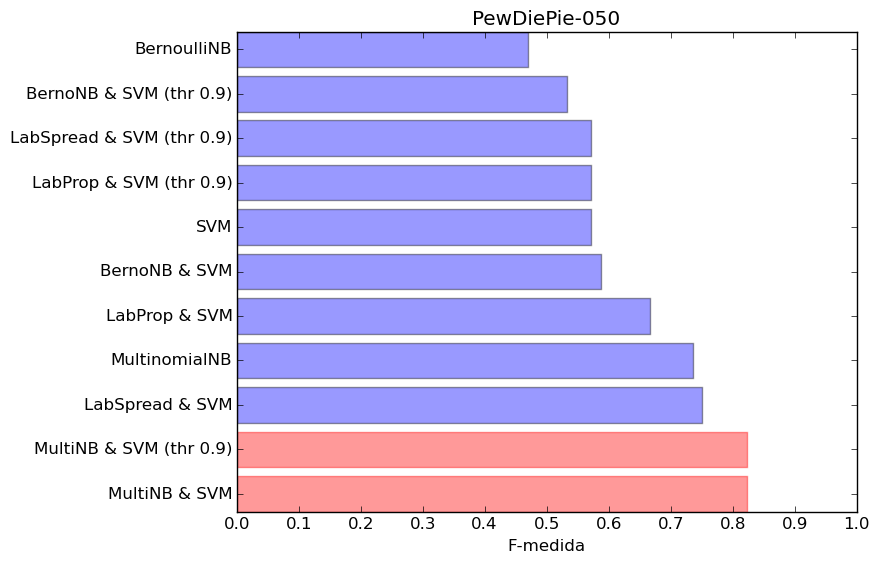 PewDiePie-050
BernoulliNB
BernoNB & SVM (thr 0.9)
LabSpread & SVM (thr 0.9)
LabProp & SVM (thr 0.9)
SVM
BernoNB & SVM
LabProp & SVM
MultinomialNB
LabSpread & SVM
MultiNB & SVM (thr 0.9)
MultiNB & SVM
0.0 0.1 0.2 0.3 0.4 0.5 0.6 0.7 0.8 0.9 1.0
F-medida